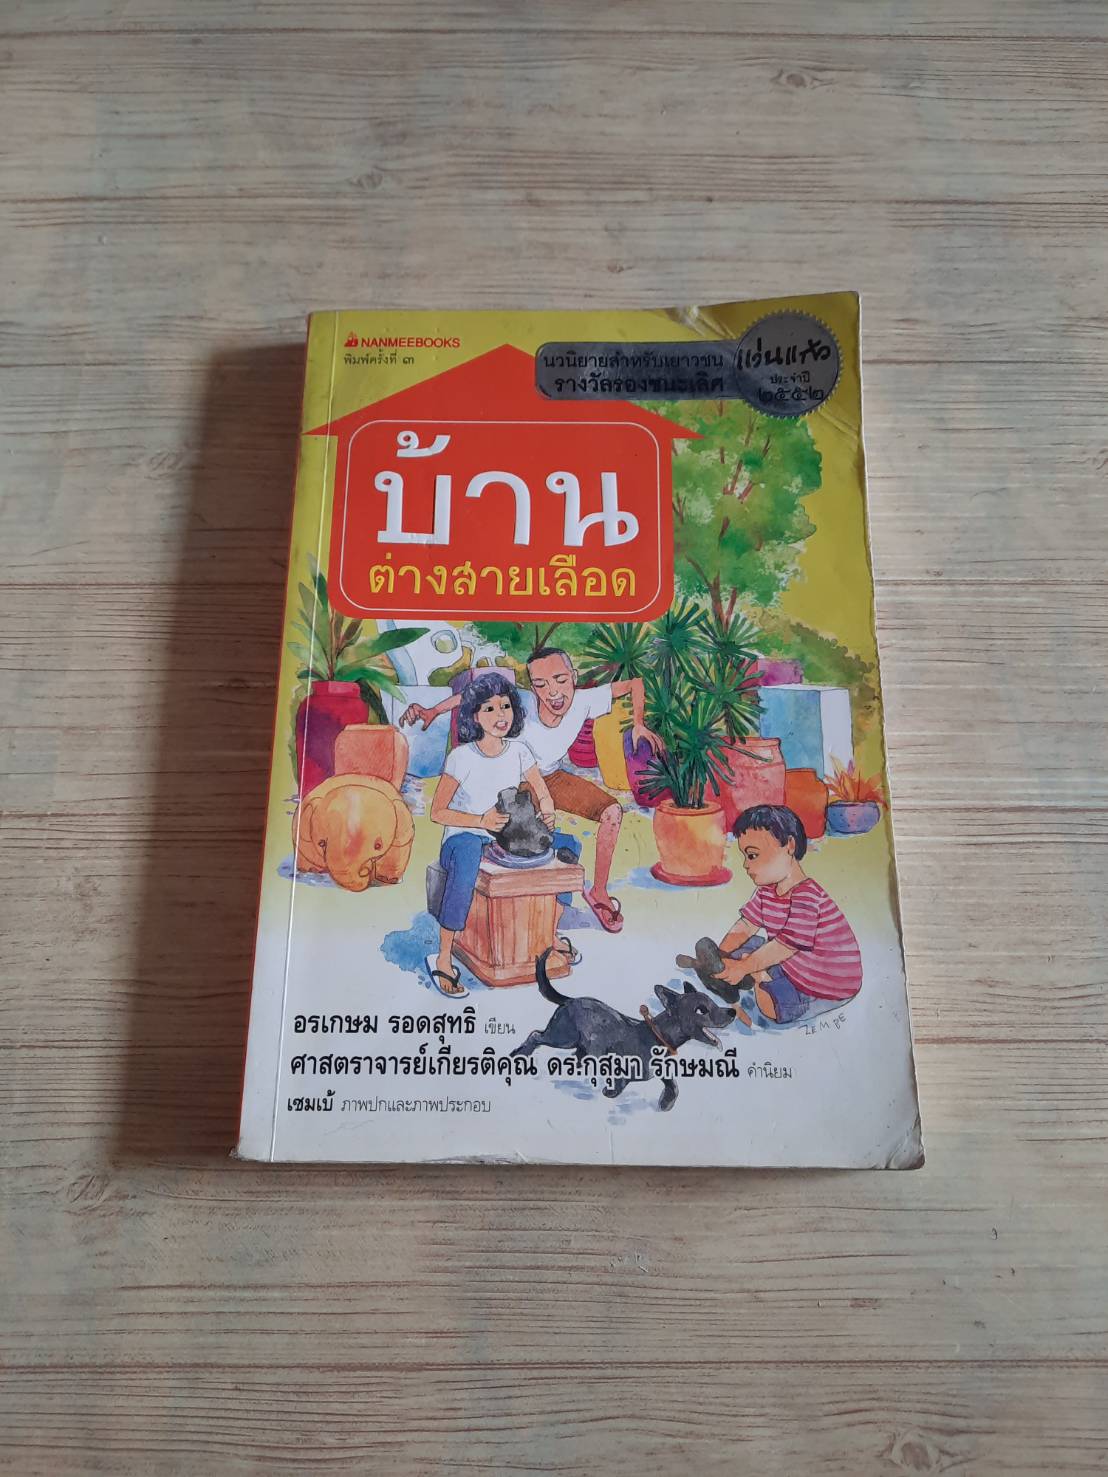 NANMEEBOOKS
พิมพ์ครั้งที่ ๓
นวนิยายสำหรับเยาวชน
รางวัลรองชนะเลิศ
แว่นแก้ว
ประจำปี
๒๕๕๒
บ้าน
ต่างสายเลือด
ZEMBE
อรเกษม รอดสุทธิ เขียน
ศาสตราจารย์เกียรติคุณ ดร.กุสุมา รักษมณี คำนิยม
เซมเบ้ ภาพปกและภาพประกอบ